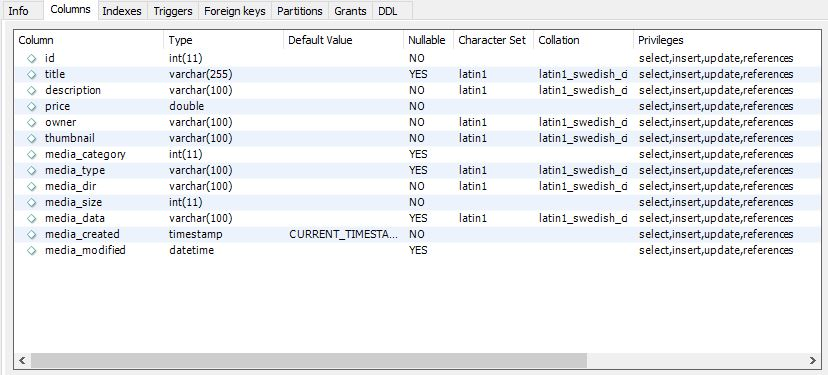 Info Columns Indexes Triggers Foreign keys Partitions Grants DDL
Column Type Default Value Nullable Character Set Collation Privileges
id int(11) NO select,insert,update,references
title varchar(255) YES latin1 latin1_swedish_ci select,insert,update,references
description varchar(100) NO latin1 latin1_swedish_ci select,insert,update,references
price double NO select,insert,update,references
owner varchar(100) NO latin1 latin1_swedish_ci select,insert,update,references
thumbnail varchar(100) NO latin1 latin1_swedish_ci select,insert,update,references
media_category int(11) YES select,insert,update,references
media_type varchar(100) YES latin1 latin1_swedish_ci select,insert,update,references
media_dir varchar(100) NO latin1 latin1_swedish_ci select,insert,update,references
media_size int(11) NO select,insert,update,references
media_data varchar(100) YES latin1 latin1_swedish_ci select,insert,update,references
media_created timestamp CURRENT_TIMESTA... NO select,insert,update,references
media_modified datetime YES select,insert,update,references